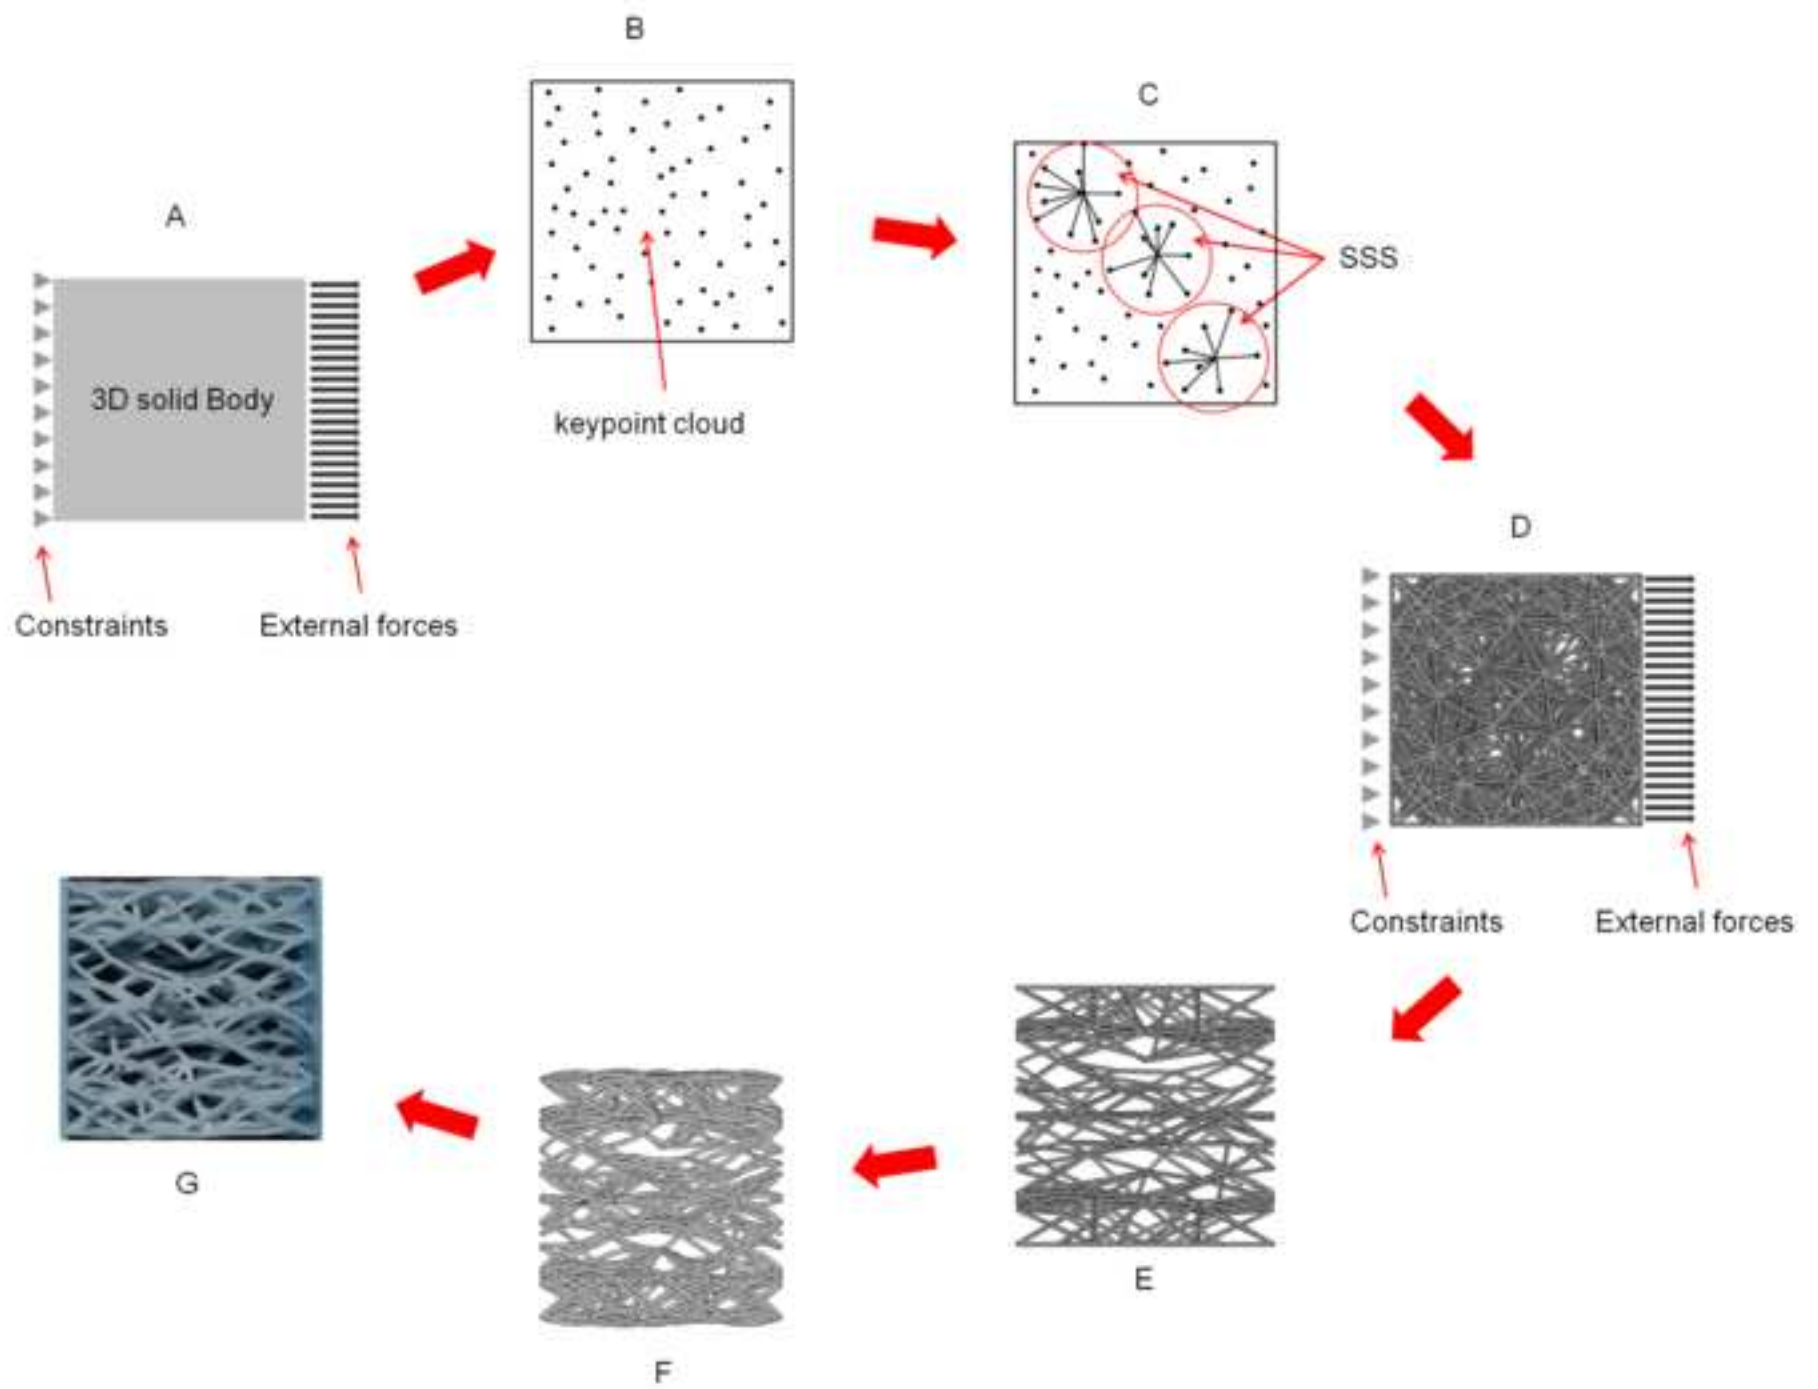 B
C
A
SSS
3D solid Body
keypoint cloud
D
Constraints
External forces
Constraints
External forces
G
E
F